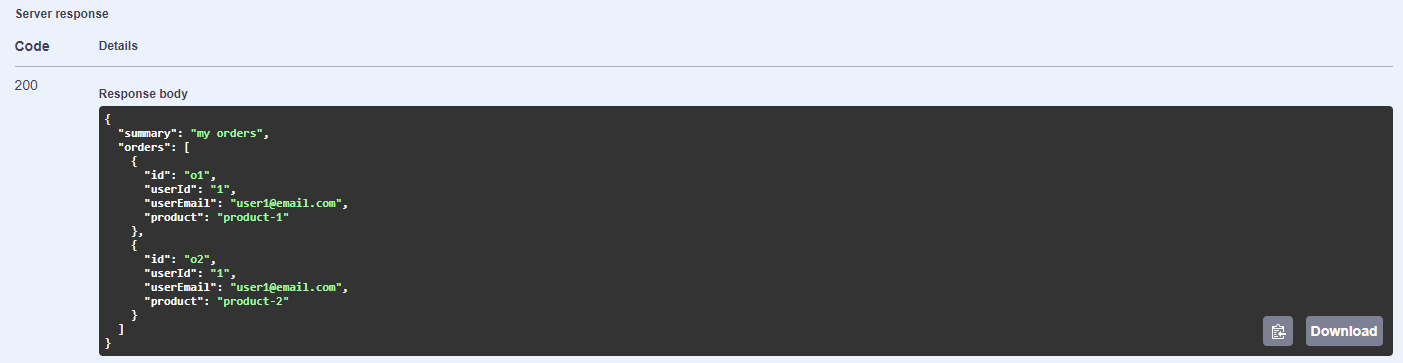 Server response
Code Details
200
Response body
{
  "summary": "my orders",
  "orders": [
    {
      "id": "o1",
      "userId": "1",
      "userEmail": "user1@email.com",
      "product": "product-1"
    },
    {
      "id": "o2",
      "userId": "1",
      "userEmail": "user1@email.com",
      "product": "product-2"
    }
  ]
}
Download